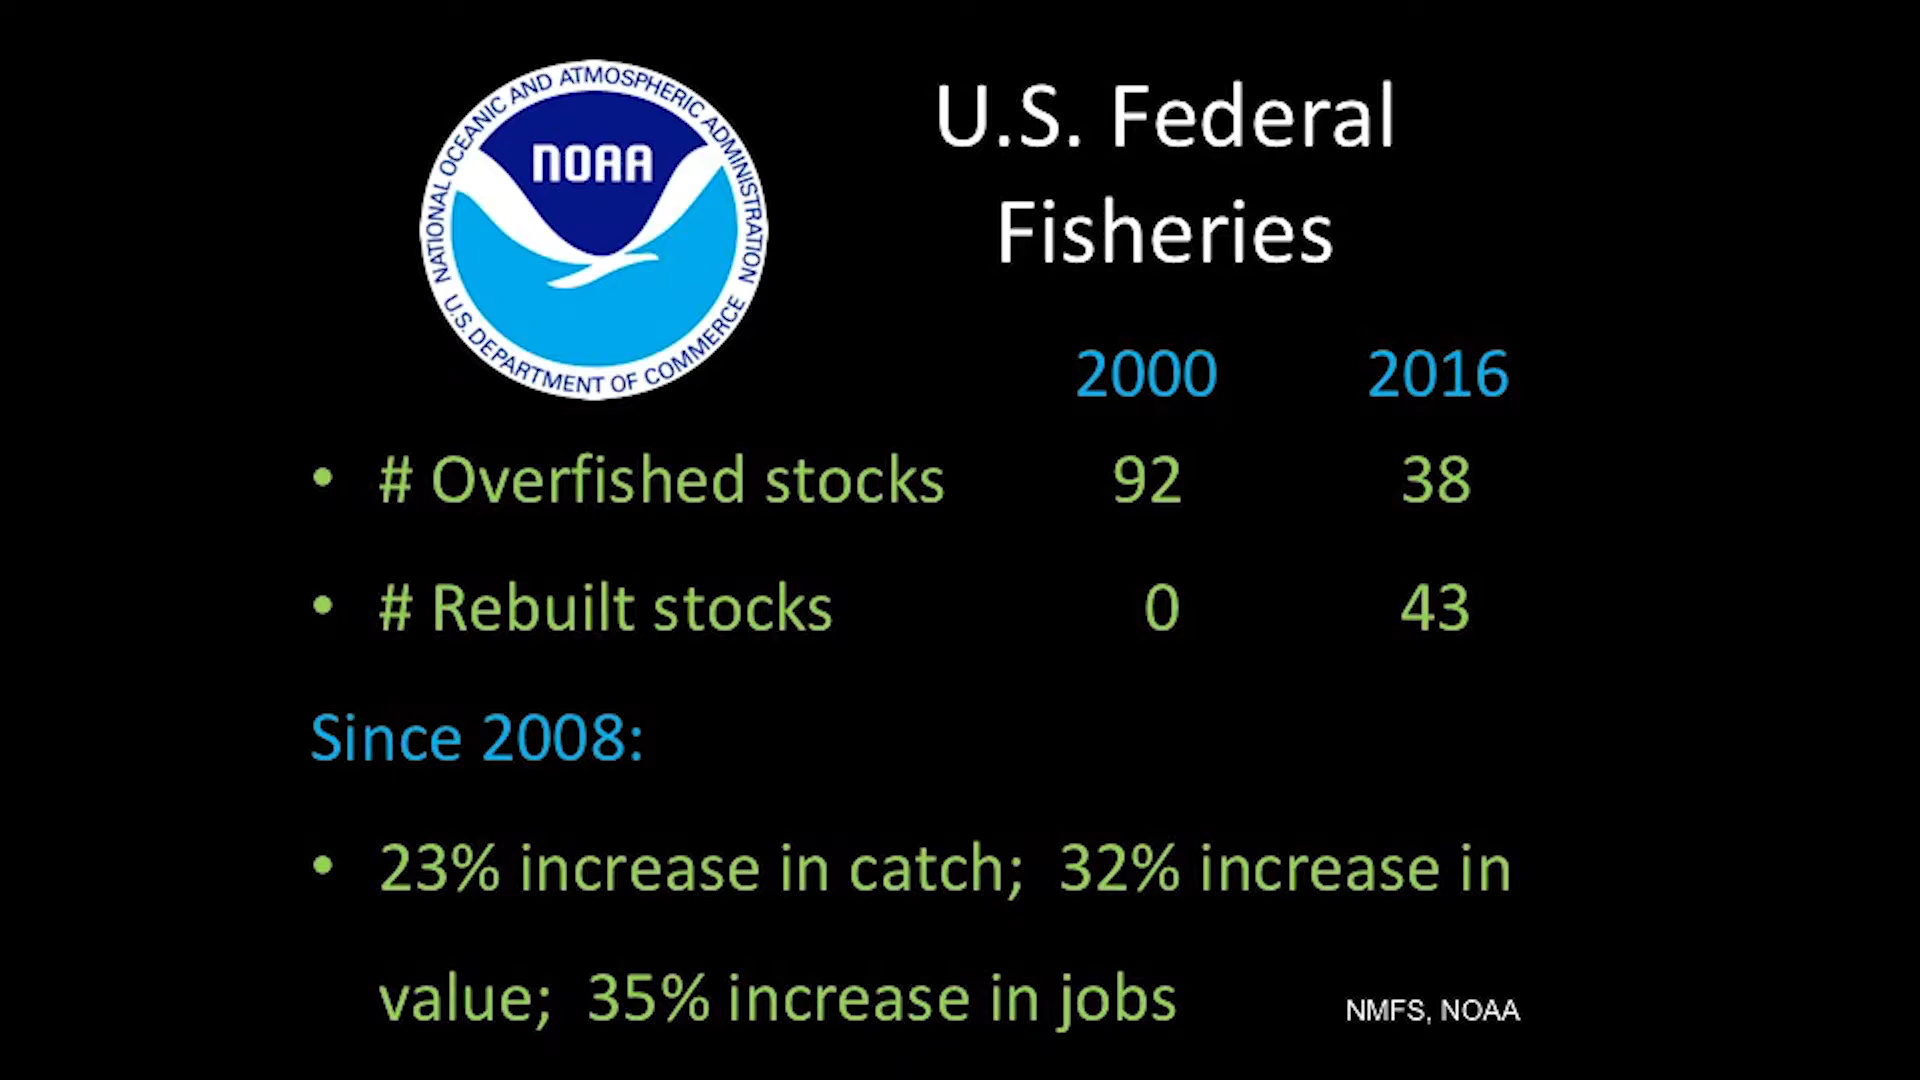 NATIONAL OCEANIC AND ATMOSPHERIC ADMINISTRATION
NOAA
U.S. DEPARTMENT OF COMMERCE
U.S. Federal
Fisheries
2000 2016
• # Overfished stocks 92 38
• # Rebuilt stocks 0 43
Since 2008:
• 23% increase in catch; 32% increase in
value; 35% increase in jobs
NMFS, NOAA